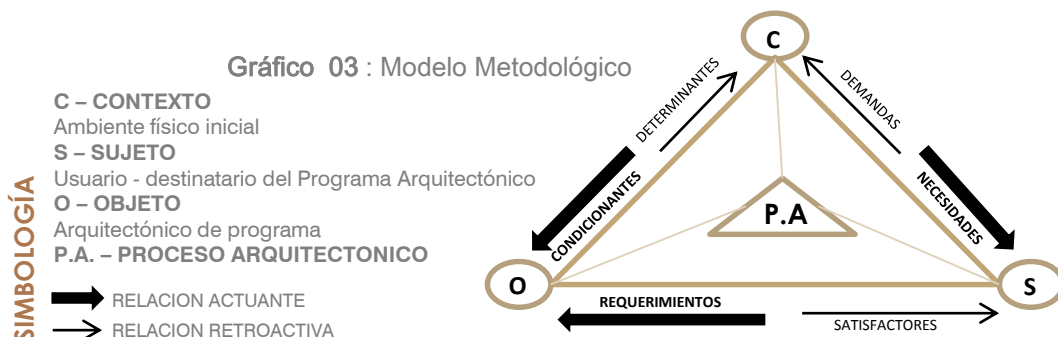 Gráfico 03 : Modelo Metodológico
SIMBOLOGÍA
C – CONTEXTO
Ambiente físico inicial
S – SUJETO
Usuario - destinatario del Programa Arquitectónico
O – OBJETO
Arquitectónico de programa
P.A. – PROCESO ARQUITECTONICO
RELACION ACTUANTE
RELACION RETROACTIVA
C
DETERMINANTES
DEMANDAS
CONDICIONANTES
NECESIDADES
P.A
O
S
REQUERIMIENTOS
SATISFACTORES